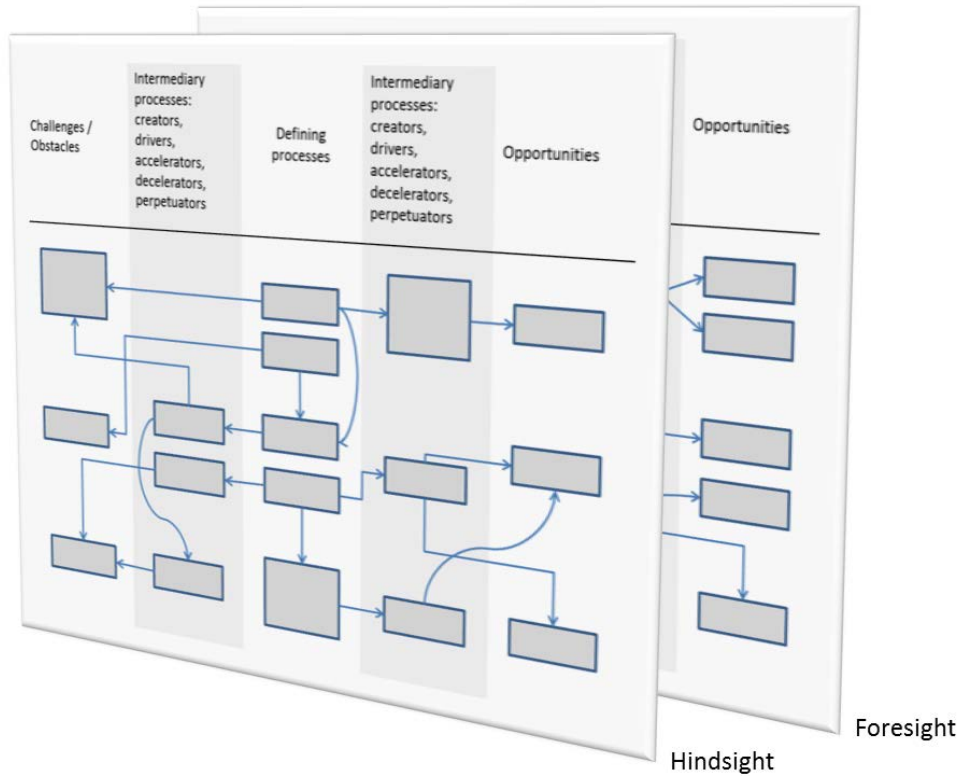 Challenges /
Obstacles
Intermediary
processes:
creators,
drivers,
accelerators,
decelerators,
perpetuators
Defining
processes
Intermediary
processes:
creators,
drivers,
accelerators,
decelerators,
perpetuators
Opportunities
Opportunities
Hindsight
Foresight